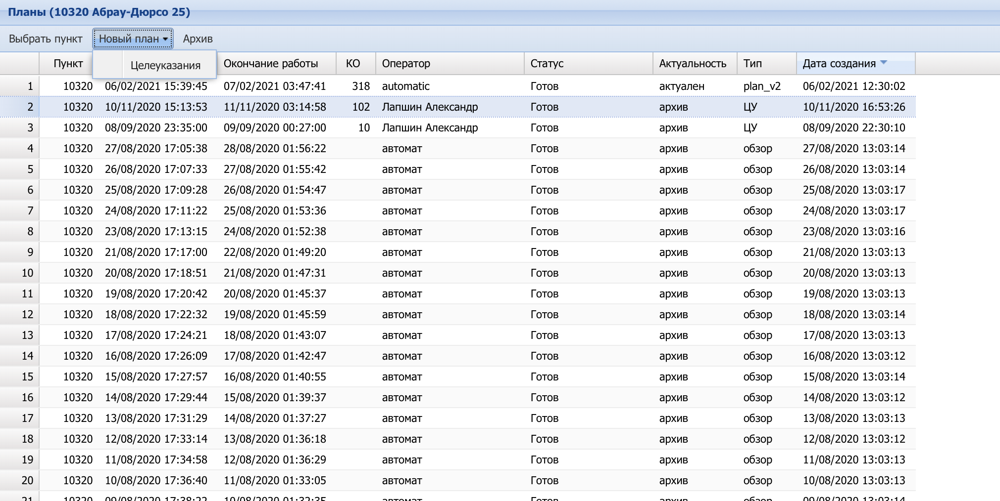 Планы (10320 Абрау-Дюрсо 25)
Выбрать пункт Новый план Архив
Целеуказания
Пункт Окончание работы КО Оператор Статус Актуальность Тип Дата создания
1 10320 06/02/2021 15:39:45 07/02/2021 03:47:41 318 automatic Готов актуален plan_v2 06/02/2021 12:30:02
2 10320 10/11/2020 15:13:53 11/11/2020 03:14:58 102 Лапшин Александр Готов архив ЦУ 10/11/2020 16:53:26
3 10320 08/09/2020 23:35:00 09/09/2020 00:27:00 10 Лапшин Александр Готов архив ЦУ 08/09/2020 22:30:10
4 10320 27/08/2020 17:05:38 28/08/2020 01:56:22 автомат Готов архив обзор 27/08/2020 13:03:14
5 10320 26/08/2020 17:07:33 27/08/2020 01:55:42 автомат Готов архив обзор 26/08/2020 13:03:14
6 10320 25/08/2020 17:09:28 26/08/2020 01:54:47 автомат Готов архив обзор 25/08/2020 13:03:17
7 10320 24/08/2020 17:11:22 25/08/2020 01:53:36 автомат Готов архив обзор 24/08/2020 13:03:17
8 10320 23/08/2020 17:13:15 24/08/2020 01:52:38 автомат Готов архив обзор 23/08/2020 13:03:16
9 10320 21/08/2020 17:17:00 22/08/2020 01:49:20 автомат Готов архив обзор 21/08/2020 13:03:13
10 10320 20/08/2020 17:18:51 21/08/2020 01:47:31 автомат Готов архив обзор 20/08/2020 13:03:13
11 10320 19/08/2020 17:20:42 20/08/2020 01:45:37 автомат Готов архив обзор 19/08/2020 13:03:13
12 10320 18/08/2020 17:22:32 19/08/2020 01:45:59 автомат Готов архив обзор 18/08/2020 13:03:14
13 10320 17/08/2020 17:24:21 18/08/2020 01:43:07 автомат Готов архив обзор 17/08/2020 13:03:13
14 10320 16/08/2020 17:26:09 17/08/2020 01:42:47 автомат Готов архив обзор 16/08/2020 13:03:12
15 10320 15/08/2020 17:27:57 16/08/2020 01:40:55 автомат Готов архив обзор 15/08/2020 13:03:14
16 10320 14/08/2020 17:29:44 15/08/2020 01:39:37 автомат Готов архив обзор 14/08/2020 13:03:12
17 10320 13/08/2020 17:31:29 14/08/2020 01:37:27 автомат Готов архив обзор 13/08/2020 13:03:13
18 10320 12/08/2020 17:33:14 13/08/2020 01:36:18 автомат Готов архив обзор 12/08/2020 13:03:12
19 10320 11/08/2020 17:34:58 12/08/2020 01:36:29 автомат Готов архив обзор 11/08/2020 13:03:13
20 10320 10/08/2020 17:36:40 11/08/2020 01:33:05 автомат Готов архив обзор 10/08/2020 13:03:13
21 10320 09/08/2020 17:38:22 10/08/2020 01:32:35 автомат Готов архив обзор 09/08/2020 13:03:14